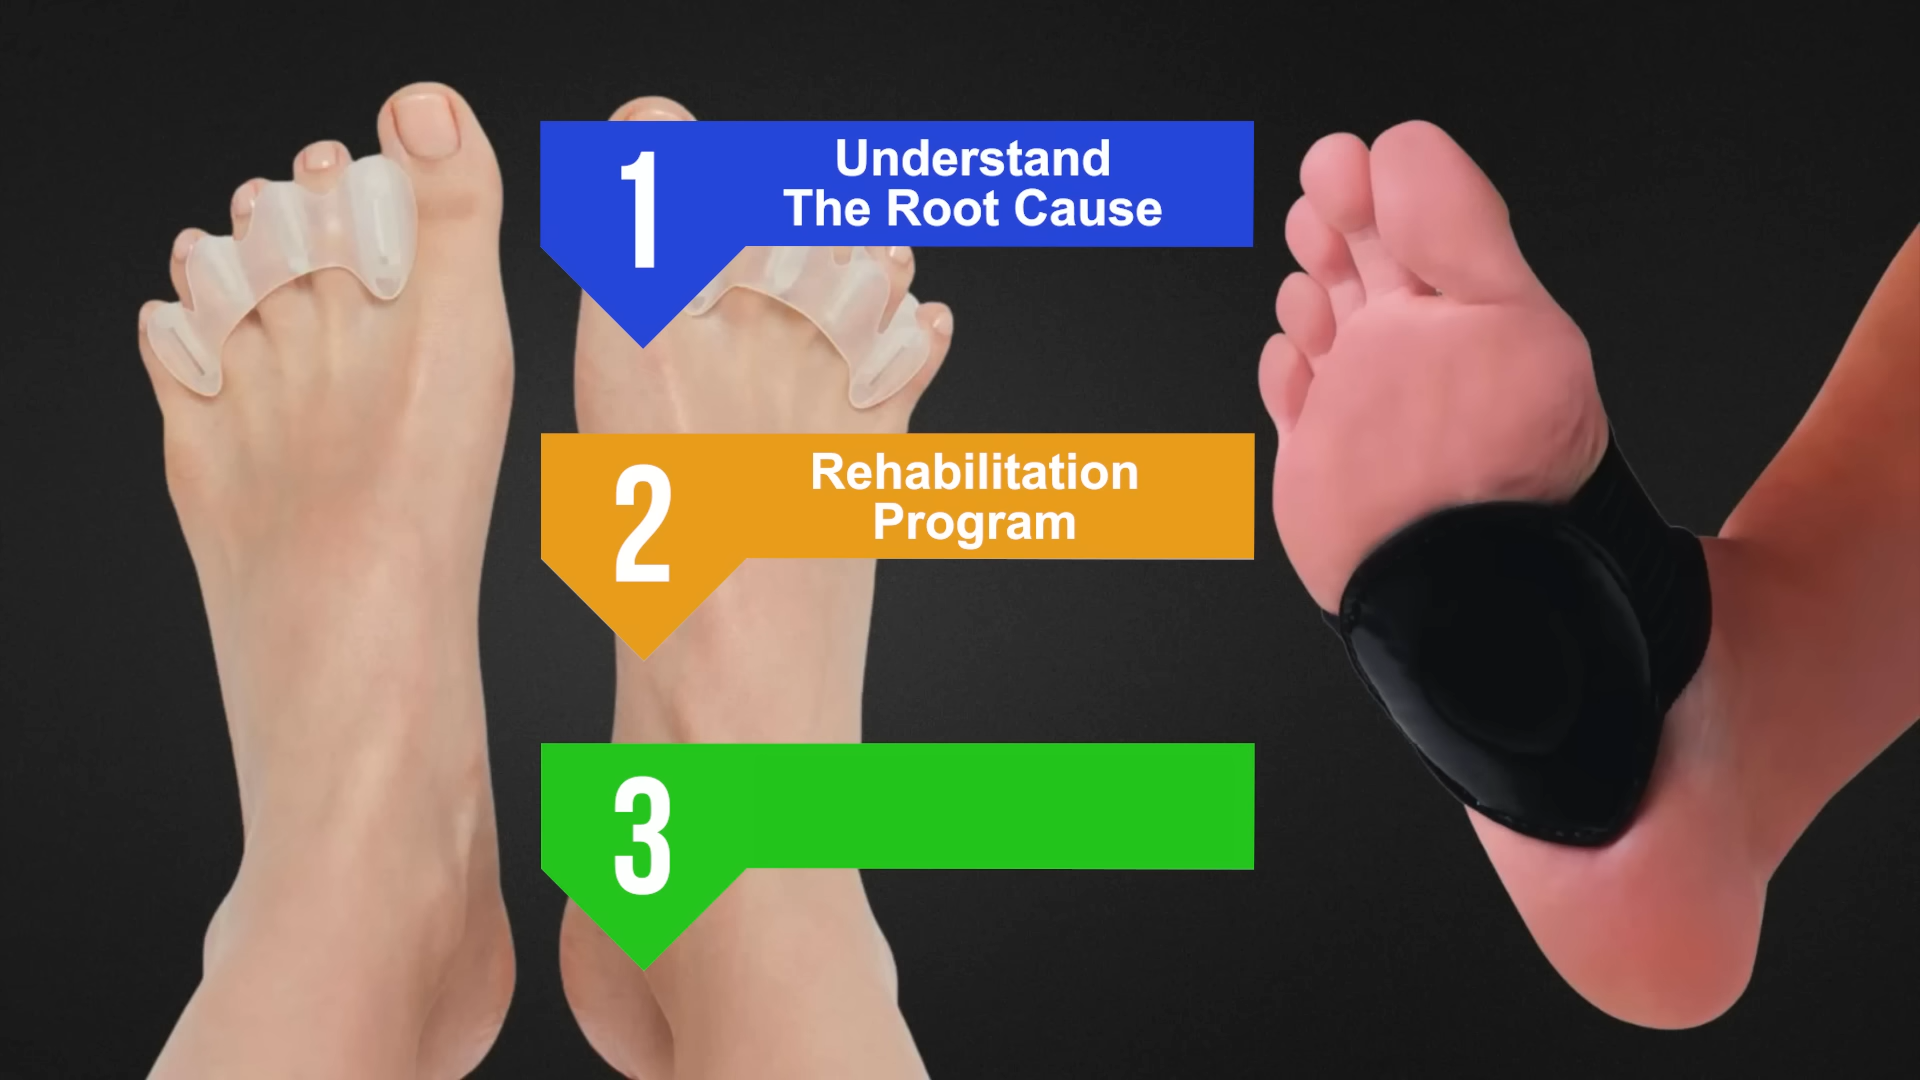 1
Understand
The Root Cause
2
Rehabilitation
Program
3